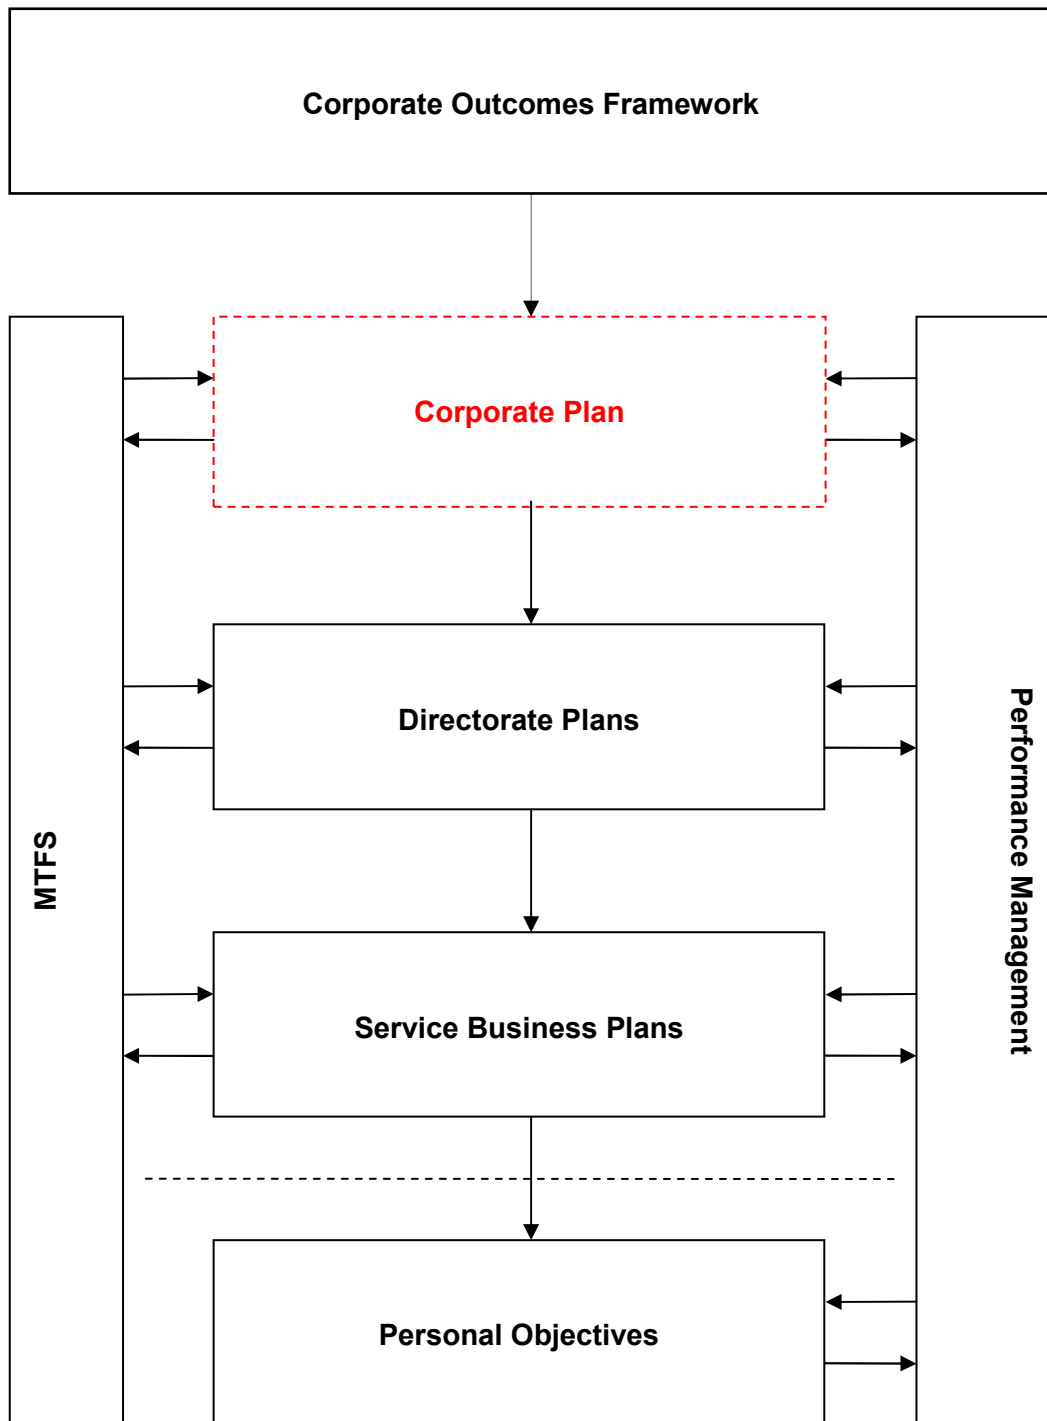 Corporate Outcomes Framework
Corporate Plan
Directorate Plans
MTFS
Performance Management
Service Business Plans
Personal Objectives